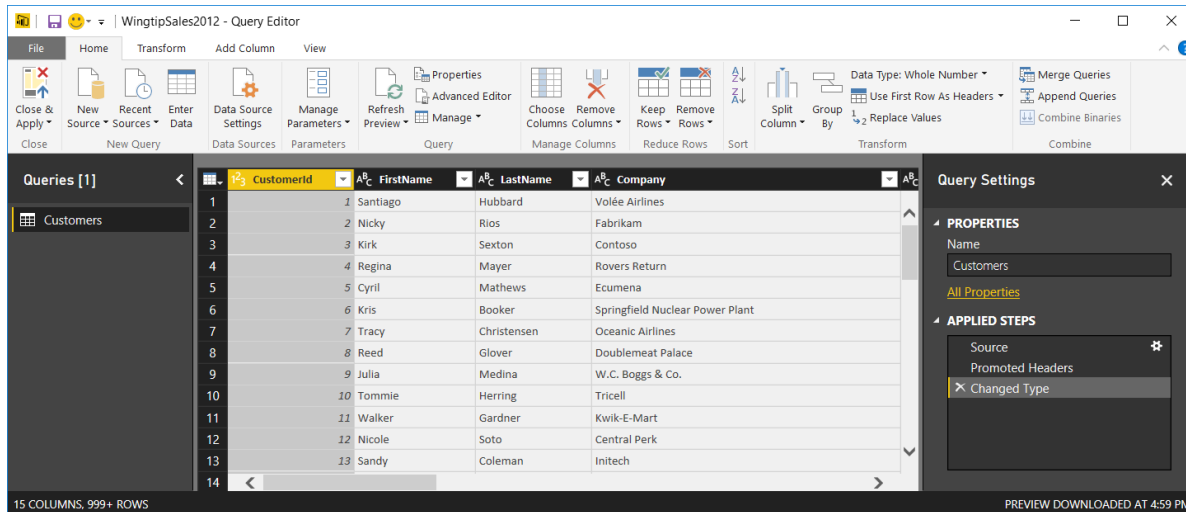 WingtipSales2012 - Query Editor
File Home Transform Add Column View
Close & Apply
New Source
Recent Sources
Enter Data
Data Source Settings
Manage Parameters
Refresh Preview
Properties
Advanced Editor
Manage
Choose Columns
Remove Columns
Keep Rows
Remove Rows
Split Column
Group By
Data Type: Whole Number
Use First Row As Headers
Replace Values
Merge Queries
Append Queries
Combine Binaries
Close New Query Data Sources Parameters Query Manage Columns Reduce Rows Sort Transform Combine
Queries [1]
Customers
CustomerId FirstName LastName Company
1 1 Santiago Hubbard Volée Airlines
2 2 Nicky Rios Fabrikam
3 3 Kirk Sexton Contoso
4 4 Regina Mayer Rovers Return
5 5 Cyril Mathews Ecumena
6 6 Kris Booker Springfield Nuclear Power Plant
7 7 Tracy Christensen Oceanic Airlines
8 8 Reed Glover Doublemeat Palace
9 9 Julia Medina W.C. Boggs & Co.
10 10 Tommie Herring Tricell
11 11 Walker Gardner Kwik-E-Mart
12 12 Nicole Soto Central Perk
13 13 Sandy Coleman Initech
14
Query Settings
PROPERTIES
Name
Customers
All Properties
APPLIED STEPS
Source
Promoted Headers
Changed Type
15 COLUMNS, 999+ ROWS
PREVIEW DOWNLOADED AT 4:59 PM